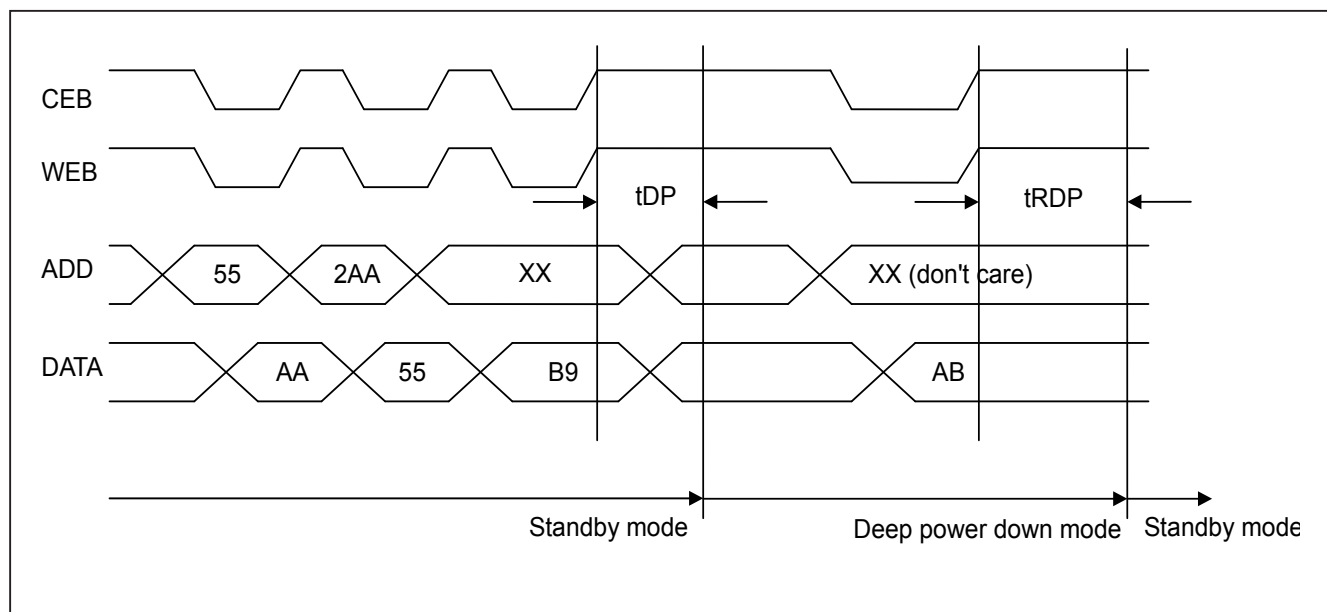 CEB
WEB
tDP
tRDP
ADD
55
2AA
XX
XX (don't care)
DATA
AA
55
B9
AB
Standby mode
Deep power down mode
Standby mode